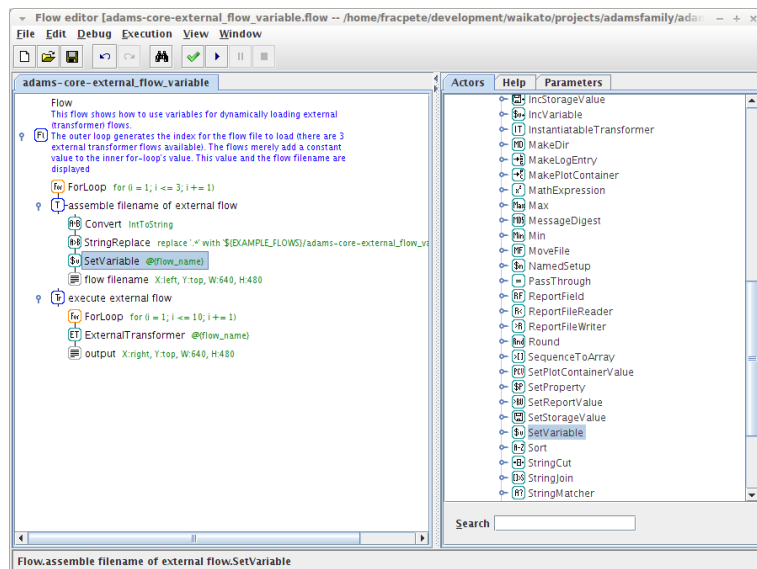 Flow editor [adams-core-external_flow_variable.flow -- /home/fracpete/development/waikato/projects/adamsfamily/adam
File Edit Debug Execution View Window
adams-core-external_flow_variable
Flow
This flow shows how to use variables for dynamically loading external
(transformer) flows.
The outer loop generates the index for the flow file to load (there are 3
external transformer flows available). The flows merely add a constant
value to the inner for-loop's value. This value and the flow filename are
displayed
ForLoop for (i = 1; i <= 3; i += 1)
assemble filename of external flow
Convert IntToString
StringReplace replace '.*' with '${EXAMPLE_FLOWS}/adams-core-external_flow_va
SetVariable @{flow_name}
flow filename X:left, Y:top, W:640, H:480
execute external flow
ForLoop for (i = 1; i <= 10; i += 1)
ExternalTransformer @{flow_name}
output X:right, Y:top, W:640, H:480
Actors Help Parameters
IncStorageValue
IncVariable
InstantiatableTransformer
MakeDir
MakeLogEntry
MakePlotContainer
MathExpression
Max
MessageDigest
Min
MoveFile
NamedSetup
PassThrough
ReportField
ReportFileReader
ReportFileWriter
Round
SequenceToArray
SetPlotContainerValue
SetProperty
SetReportValue
SetStorageValue
SetVariable
Sort
StringCut
StringJoin
StringMatcher
Search
Flow.assemble filename of external flow.SetVariable